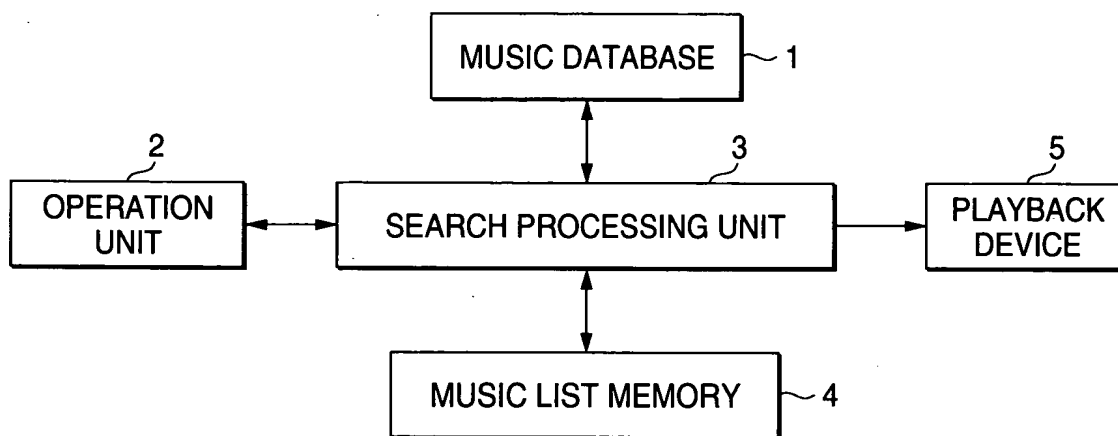 MUSIC DATABASE
1
2
OPERATION
UNIT
3
SEARCH PROCESSING UNIT
5
PLAYBACK
DEVICE
MUSIC LIST MEMORY
4